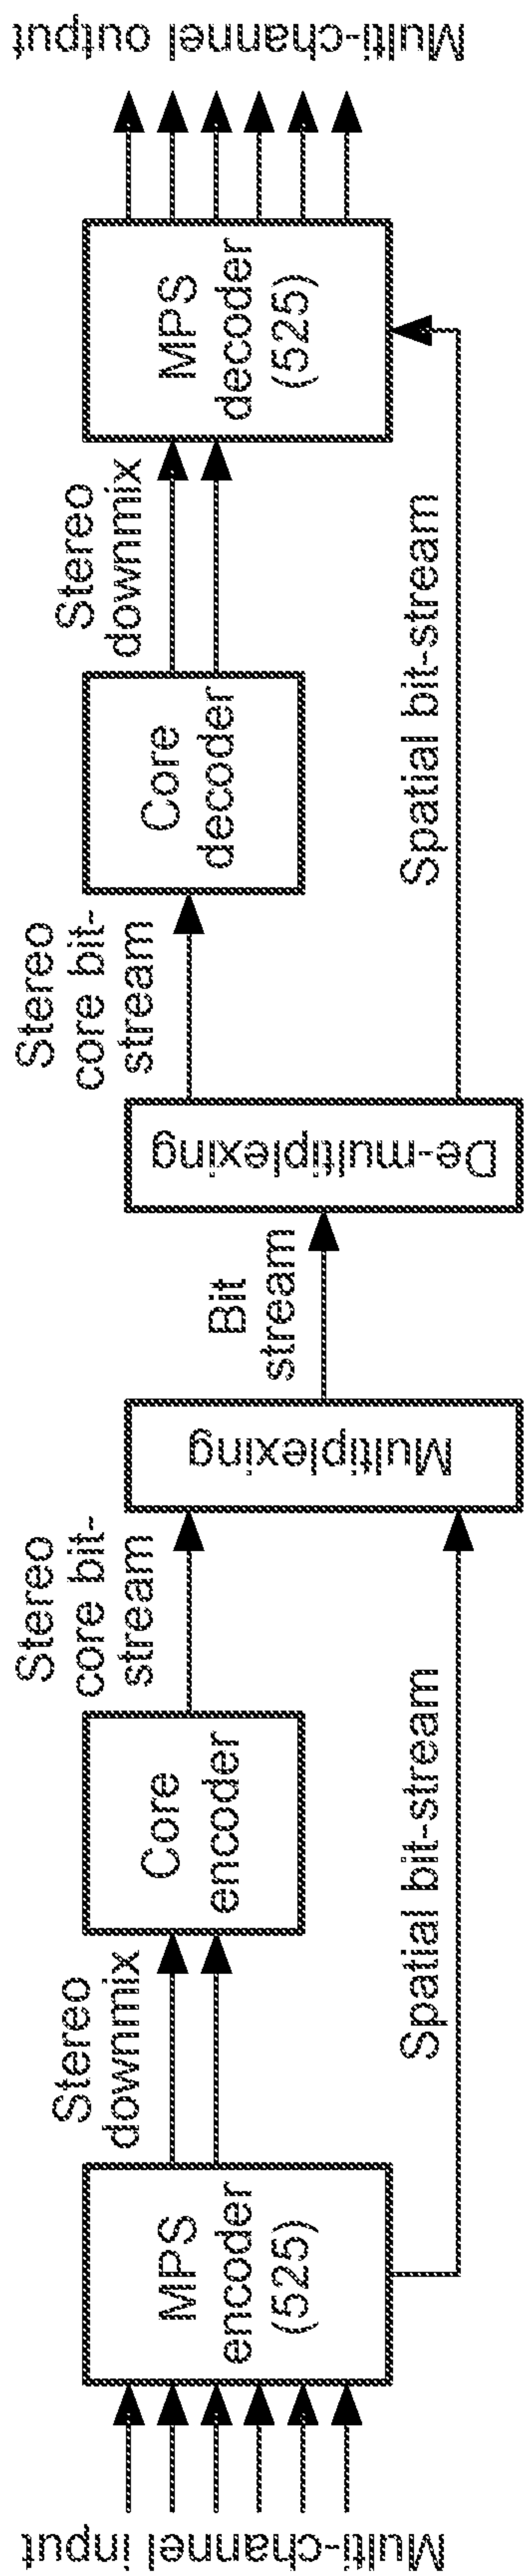 Multi-channel input
MPS
encoder
(525)
Stereo
downmix
Core
encoder
Stereo
core bit-
stream
Spatial bit-stream
Multiplexing
Bit
stream
De-multiplexing
Stereo
core bit-
stream
Core
decoder
Stereo
downmix
Spatial bit-stream
MPS
decoder
(525)
Multi-channel output